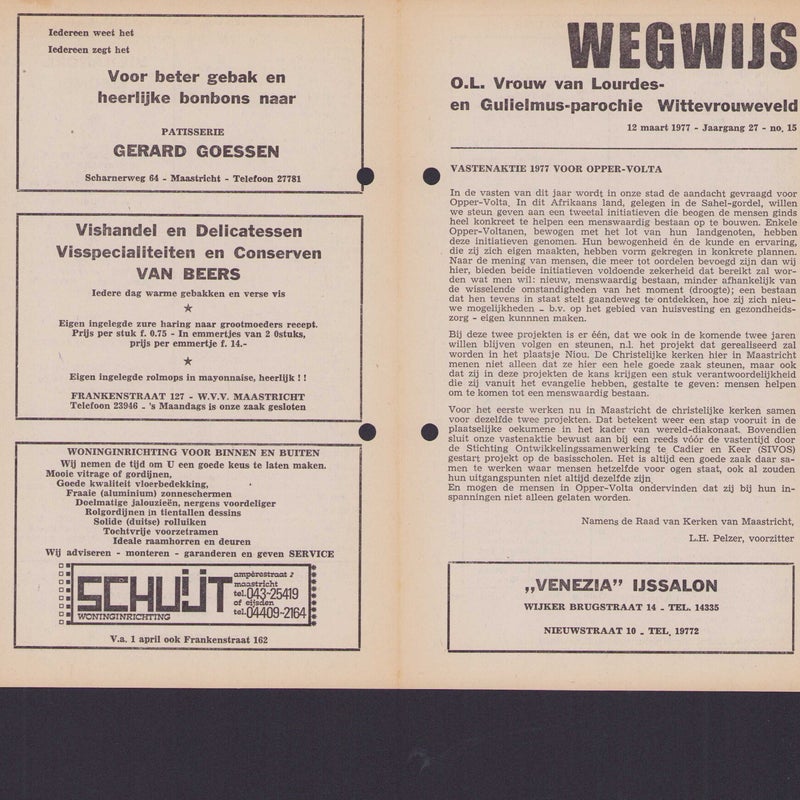 Iedereen weet het
Iedereen zegt het
Voor beter gebak en
heerlijke bonbons naar
PATISSERIE
GERARD GOESSEN
Scharnerweg 64 - Maastricht - Telefoon 27781
Vishandel en Delicatessen
Visspecialiteiten en Conserven
VAN BEERS
Iedere dag warme gebakken en verse vis
Eigen ingelegde zure haring naar grootmoeders recept.
Prijs per stuk f. 0.75 - In emmertjes van 2 0stuks,
prijs per emmertje f. 14.-
Eigen ingelegde rolmops in mayonnaise, heerlijk ! !
FRANKENSTRAAT 127 - W.V.V. MAASTRICHT
Telefoon 23946 - 's Maandags is onze zaak gesloten
WONINGINRICHTING VOOR BINNEN EN BUITEN
Wij nemen de tijd om U een goede keus te laten maken.
Mooie vitrage of gordijnen,
Goede kwaliteit vloerbedekking,
Fraaie (aluminium) zonneschermen
Doelmatige jalouzieën, nergens voordeliger
Rolgordijnen in tientallen dessins
Solide (duitse) rolluiken
Tochtvrije voorzetramen
Ideale raamhorren en deuren
Wij adviseren - monteren - garanderen en geven SERVICE
SCHUIJT
WONINGINRICHTING
ampèrestraat 2
maastricht
tel.043-25419
of eijsden
tel.04409-2164
V.a. 1 april ook Frankenstraat 162
WEGWIJS
O.L. Vrouw van Lourdes-
en Gulielmus-parochie Wittevrouweveld
12 maart 1977 - Jaargang 27 - no. 15
VASTENAKTIE 1977 VOOR OPPER-VOLTA
In de vasten van dit jaar wordt in onze stad de aandacht gevraagd voor
Opper-Volta. In dit Afrikaans land, gelegen in de Sahel-gordel, willen
we steun geven aan een tweetal initiatieven die beogen de mensen ginds
heel konkreet te helpen een menswaardig bestaan op te bouwen. Enkele
Opper-Voltanen, bewogen met het lot van hun landgenoten, hebben
deze initiatieven genomen. Hun bewogenheid én de kunde en ervaring,
die zij zich eigen maakten, hebben vorm gekregen in konkrete plannen.
Naar de mening van mensen, die meer tot oordelen bevoegd zijn dan wij
hier, bieden beide initiatieven voldoende zekerheid dat bereikt zal wor-
den wat men wil: nieuw, menswaardig bestaan, minder afhankelijk van
de wisselende omstandigheden van het moment (droogte); een bestaan
dat hen tevens in staat stelt gaandeweg te ontdekken, hoe zij zich nieu-
we mogelijkheden - b.v. op het gebied van huisvesting en gezondheids-
zorg - eigen kunnnen maken.
Bij deze twee projekten is er één, dat we ook in de komende twee jaren
willen blijven volgen en steunen, n.l. het projekt dat gerealiseerd zal
worden in het plaatsje Niou. De Christelijke kerken hier in Maastricht
menen niet alleen dat ze hier een hele goede zaak steunen, maar ook
dat zij in deze projekten de kans krijgen een stuk verantwoordelijkheid
die zij vanuit het evangelie hebben, gestalte te geven: mensen helpen
om te komen tot een menswaardig bestaan.
Voor het eerste werken nu in Maastricht de christelijke kerken samen
voor dezelfde twee projekten. Dat betekent weer een stap vooruit in de
plaatselijke oekumene in het kader van wereld-diakonaat. Bovendien
sluit onze vastenaktie bewust aan bij een reeds vóór de vastentijd door
de Stichting Ontwikkelingssamenwerking te Cadier en Keer (SIVOS)
gestart projekt op de basisscholen. Het is altijd een goede zaak daar sa-
men te werken waar mensen hetzelfde voor ogen staat, ook al zouden
hun uitgangspunten niet altijd dezelfde zijn.
En mogen de mensen in Opper-Volta ondervinden dat zij bij hun in-
spanningen niet alleen gelaten worden.
Namens de Raad van Kerken van Maastricht,
L.H. Pelzer, voorzitter
„VENEZIA” IJSSALON
WIJKER BRUGSTRAAT 14 - TEL. 14335
NIEUWSTRAAT 10 - TEL. 19772